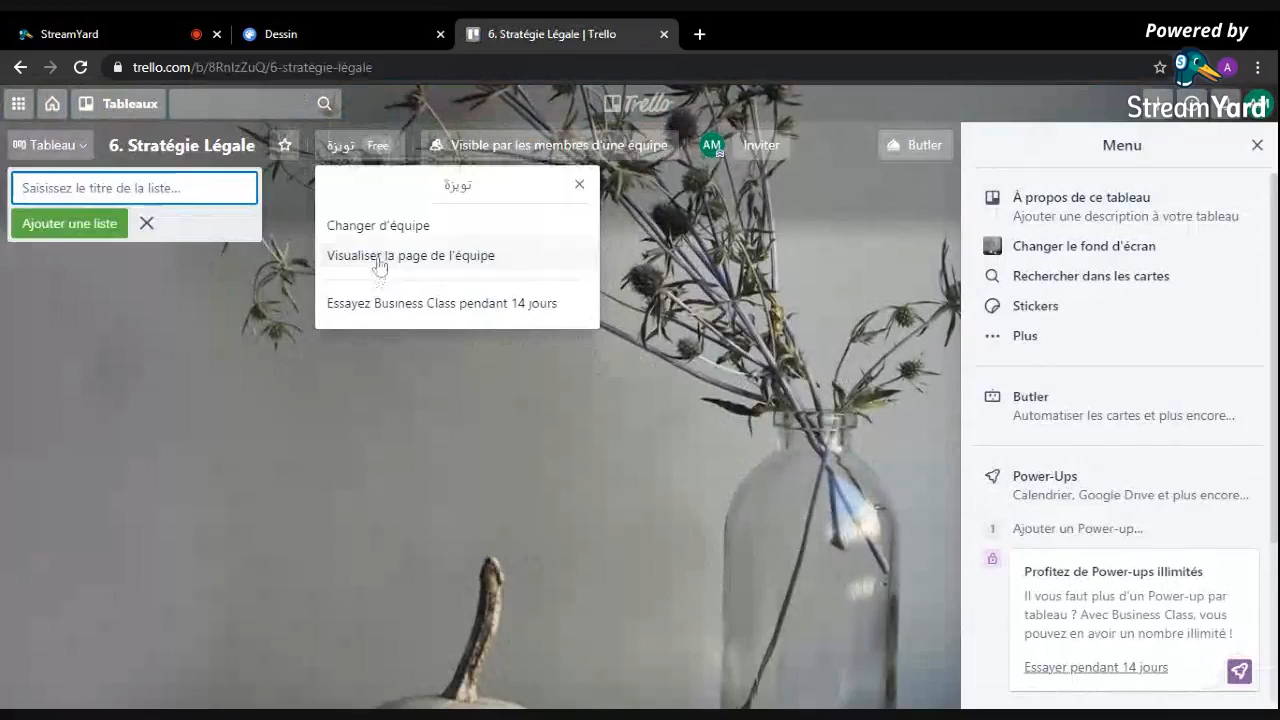 StreamYard
Dessin
6. Stratégie Légale | Trello
Powered by
trello.com/b/8RnIzZuQ/6-stratégie-légale
A
StreamYard
Tableaux
Trello
Tableau
6. Stratégie Légale
تويزة
Free
Visible par les membres d'une équipe
AM
Inviter
Butler
Menu
Saisissez le titre de la liste...
Ajouter une liste
تويزة
Changer d'équipe
Visualiser la page de l'équipe
Essayez Business Class pendant 14 jours
À propos de ce tableau
Ajouter une description à votre tableau
Changer le fond d'écran
Rechercher dans les cartes
Stickers
Plus
Butler
Automatiser les cartes et plus encore...
Power-Ups
Calendrier, Google Drive et plus encore...
1 Ajouter un Power-up...
Profitez de Power-ups illimités
Il vous faut plus d'un Power-up par
tableau ? Avec Business Class, vous
pouvez en avoir un nombre illimité !
Essayer pendant 14 jours